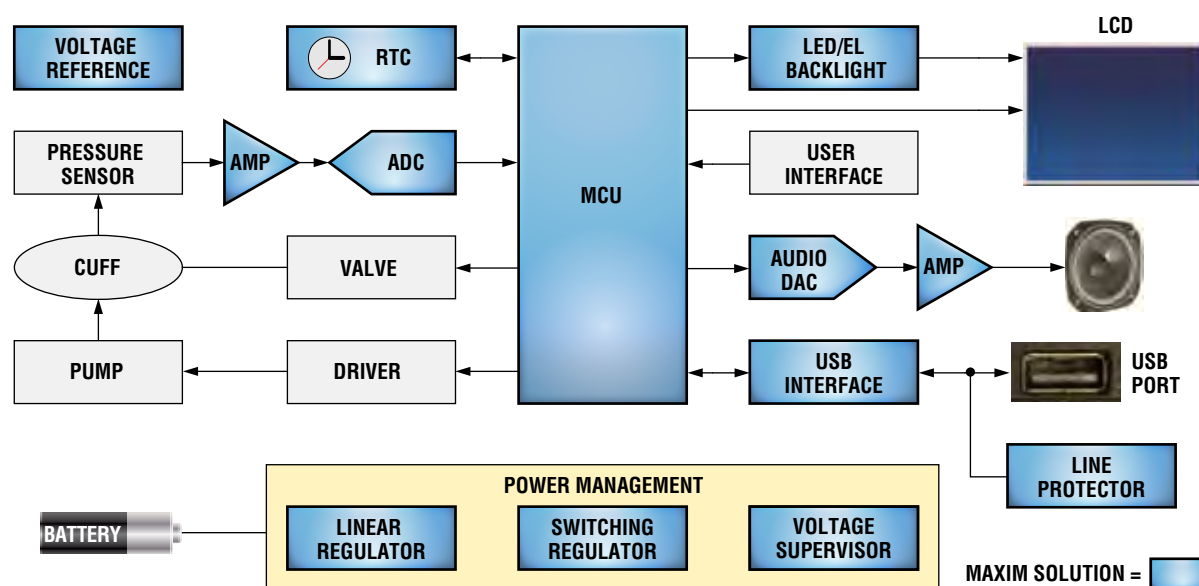 VOLTAGE
REFERENCE
RTC
LED/EL
BACKLIGHT
LCD
PRESSURE
SENSOR
AMP
ADC
MCU
USER
INTERFACE
CUFF
VALVE
AUDIO
DAC
AMP
PUMP
DRIVER
USB
INTERFACE
USB
PORT
LINE
PROTECTOR
POWER MANAGEMENT
BATTERY
LINEAR
REGULATOR
SWITCHING
REGULATOR
VOLTAGE
SUPERVISOR
MAXIM SOLUTION =